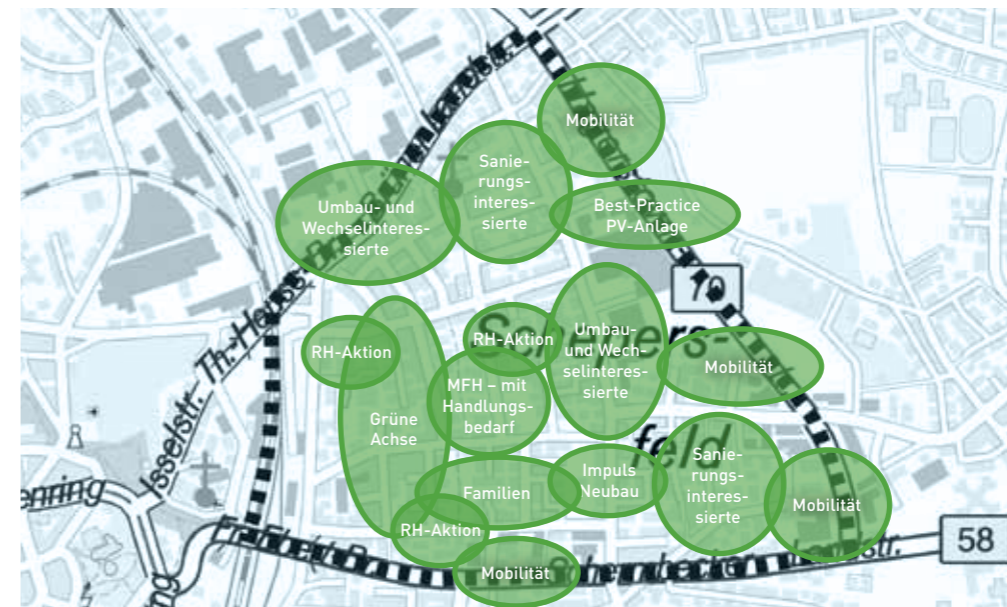 Mobilität
Sanie-
rungs-
interes-
sierte
Umbau- und
Wechselinteres-
sierte
Best-Practice
PV-Anlage
70
Schepers-
feld
RH-Aktion
RH-Aktion
Umbau-
und Wech-
selinteres-
sierte
Mobilität
MFH – mit
Handlungs-
bedarf
Grüne
Achse
Isselstr.
Th.-Heuss-
Sanie-
rungs-
interes-
sierte
Impuls
Neubau
Familien
Mobilität
RH-Aktion
Mobilität
58